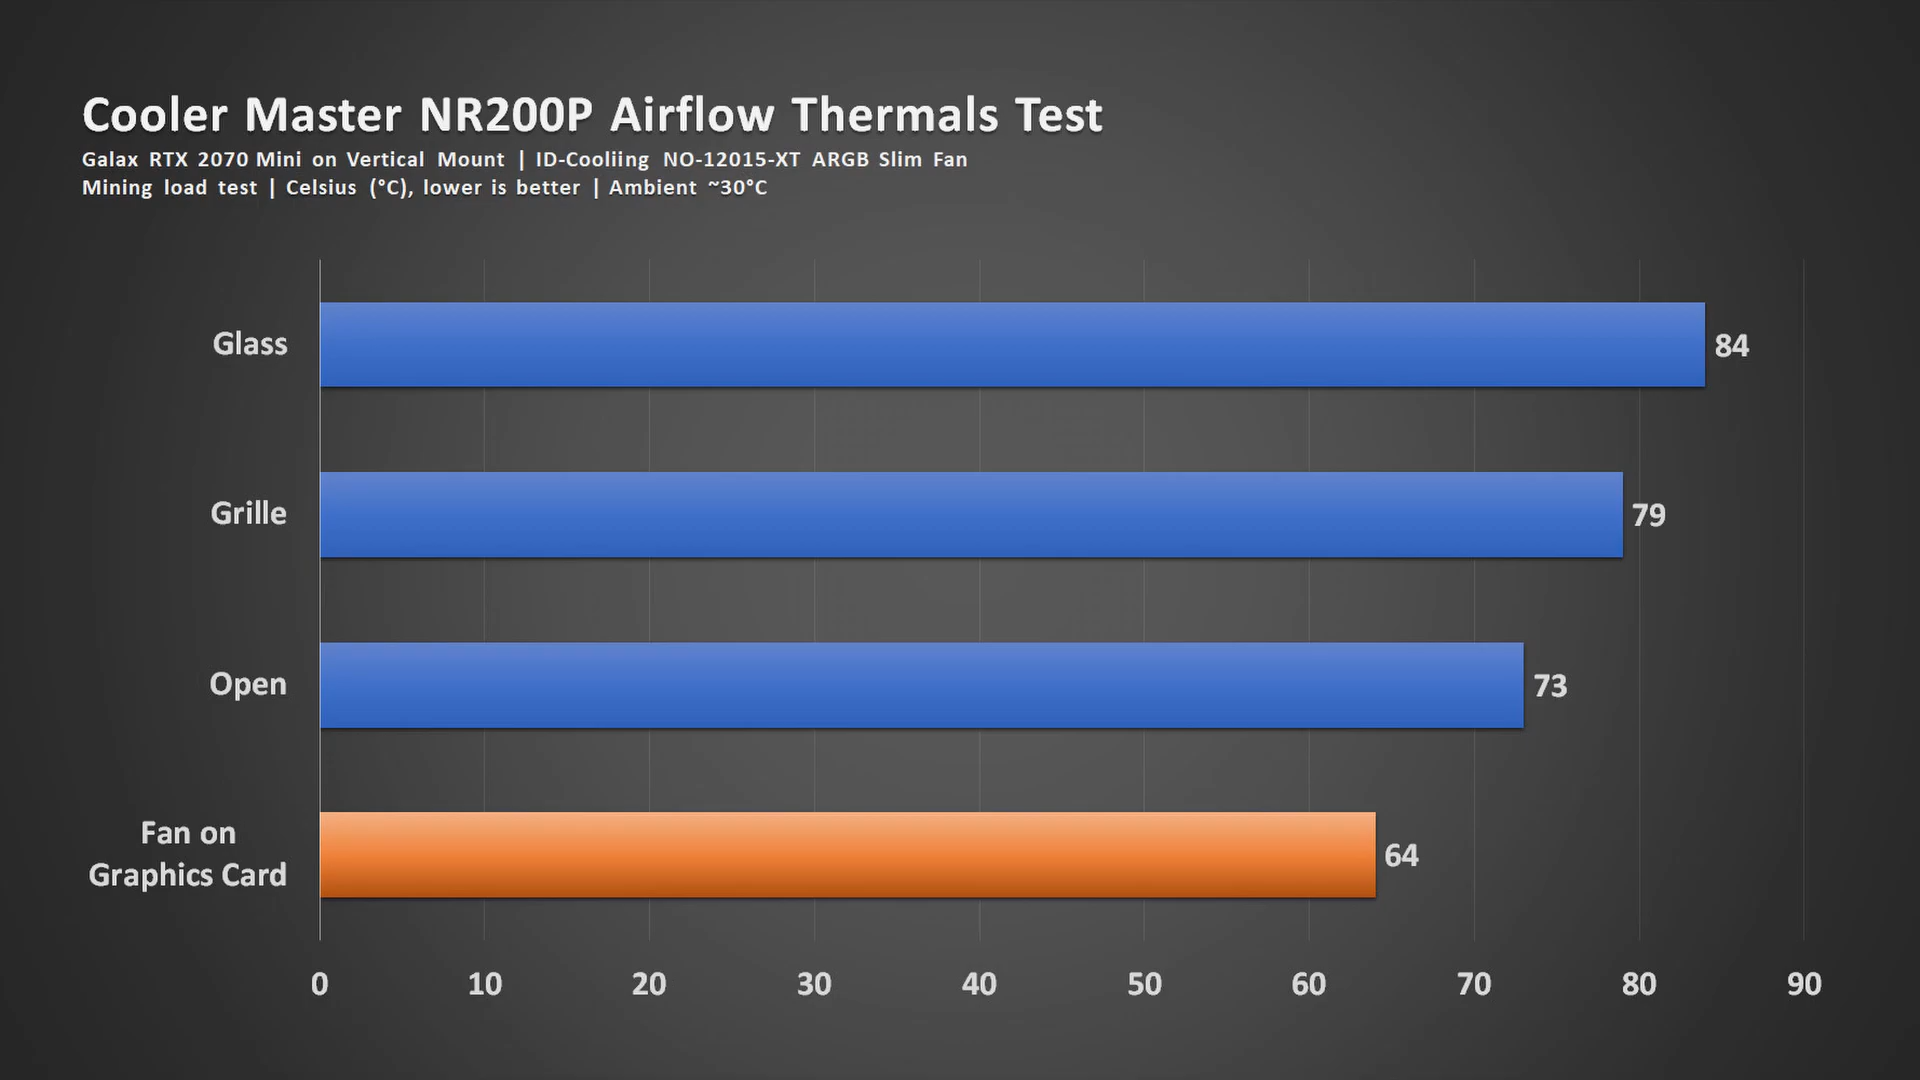 Cooler Master NR200P Airflow Thermals Test
Galax RTX 2070 Mini on Vertical Mount | ID-Cooliing NO-12015-XT ARGB Slim Fan
Mining load test | Celsius (°C), lower is better | Ambient ~30°C
Glass
84
Grille
79
Open
73
Fan on
Graphics Card
64
0 10 20 30 40 50 60 70 80 90